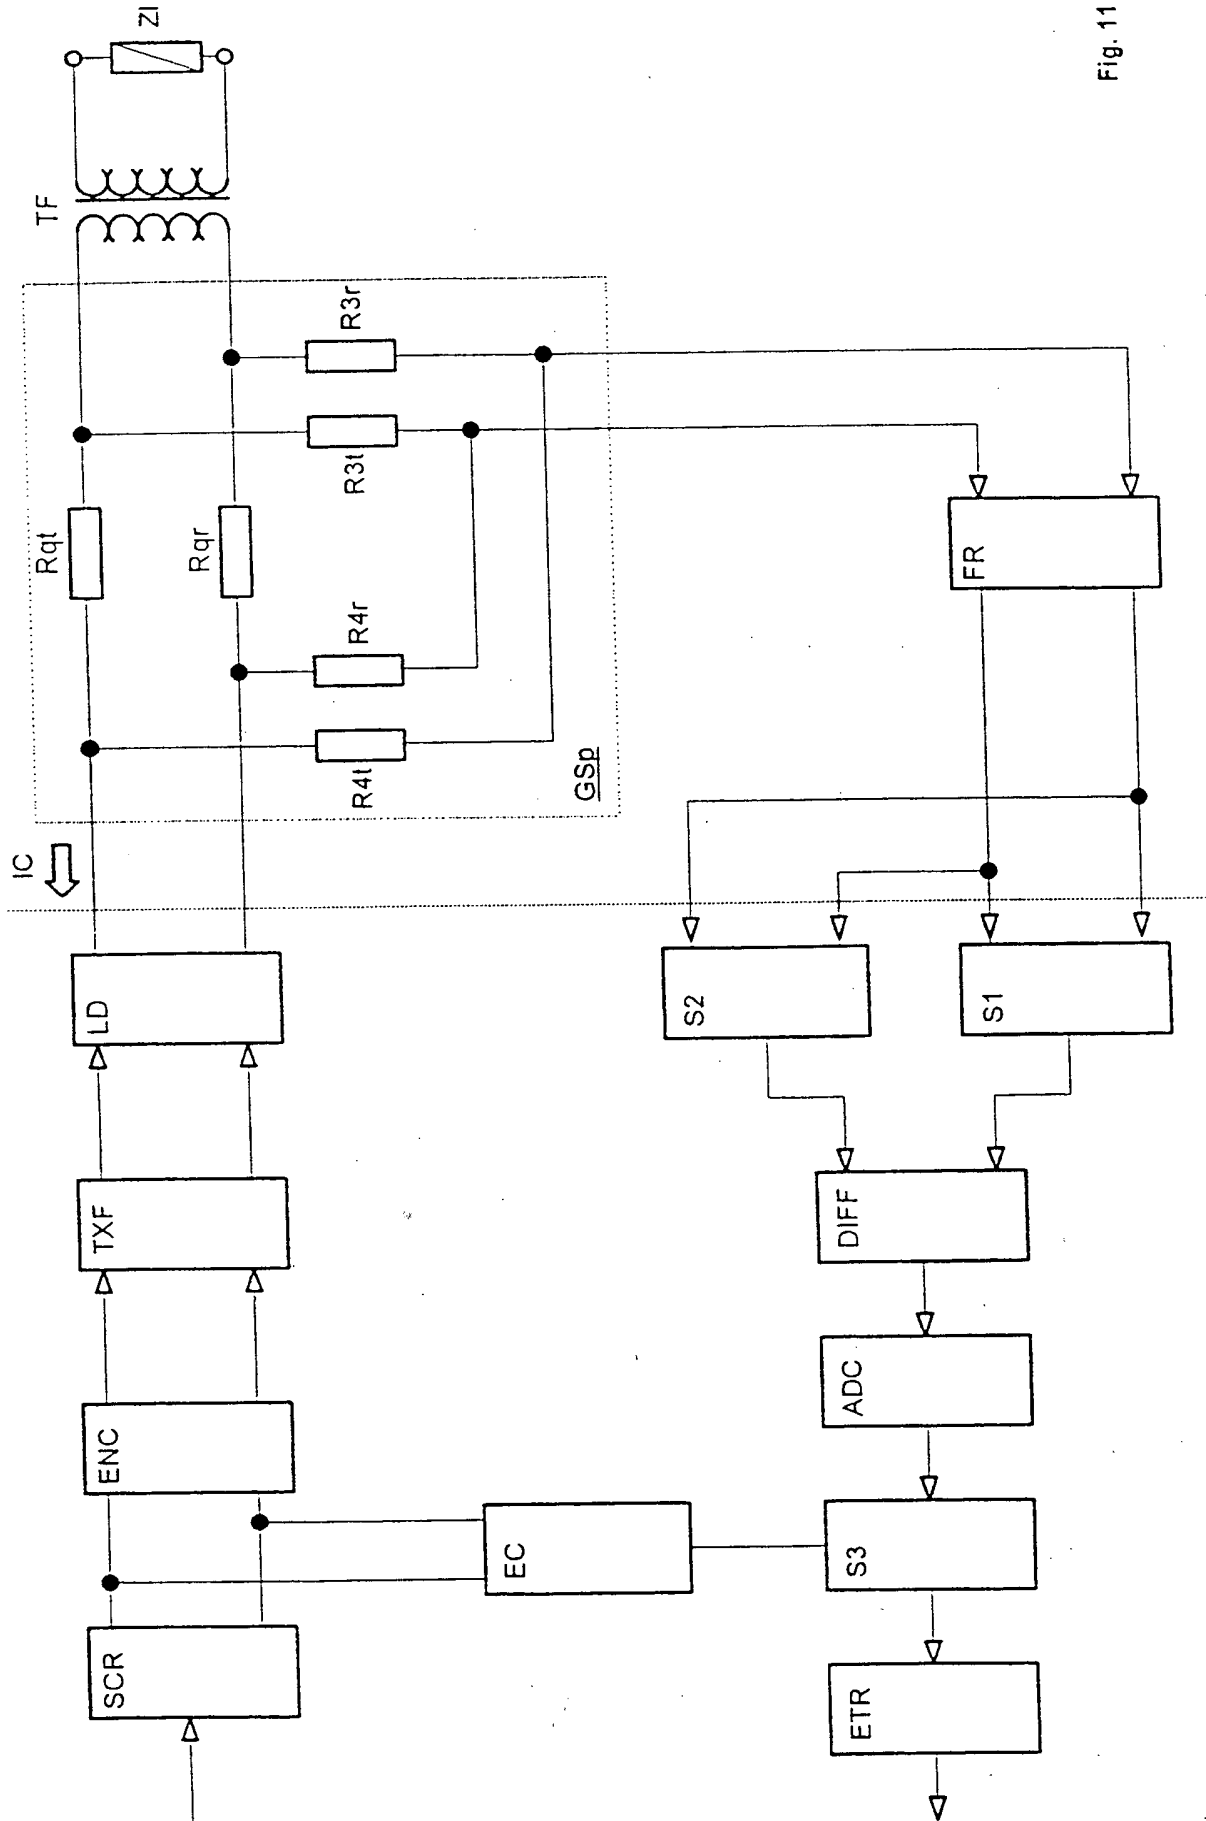 SCR
ENC
TXF
LD
IC
Rqt
Rqr
R4t
R4r
R3t
R3r
GSp
TF
Zl
EC
ETR
S3
ADC
DIFF
S2
S1
FR
Fig. 11